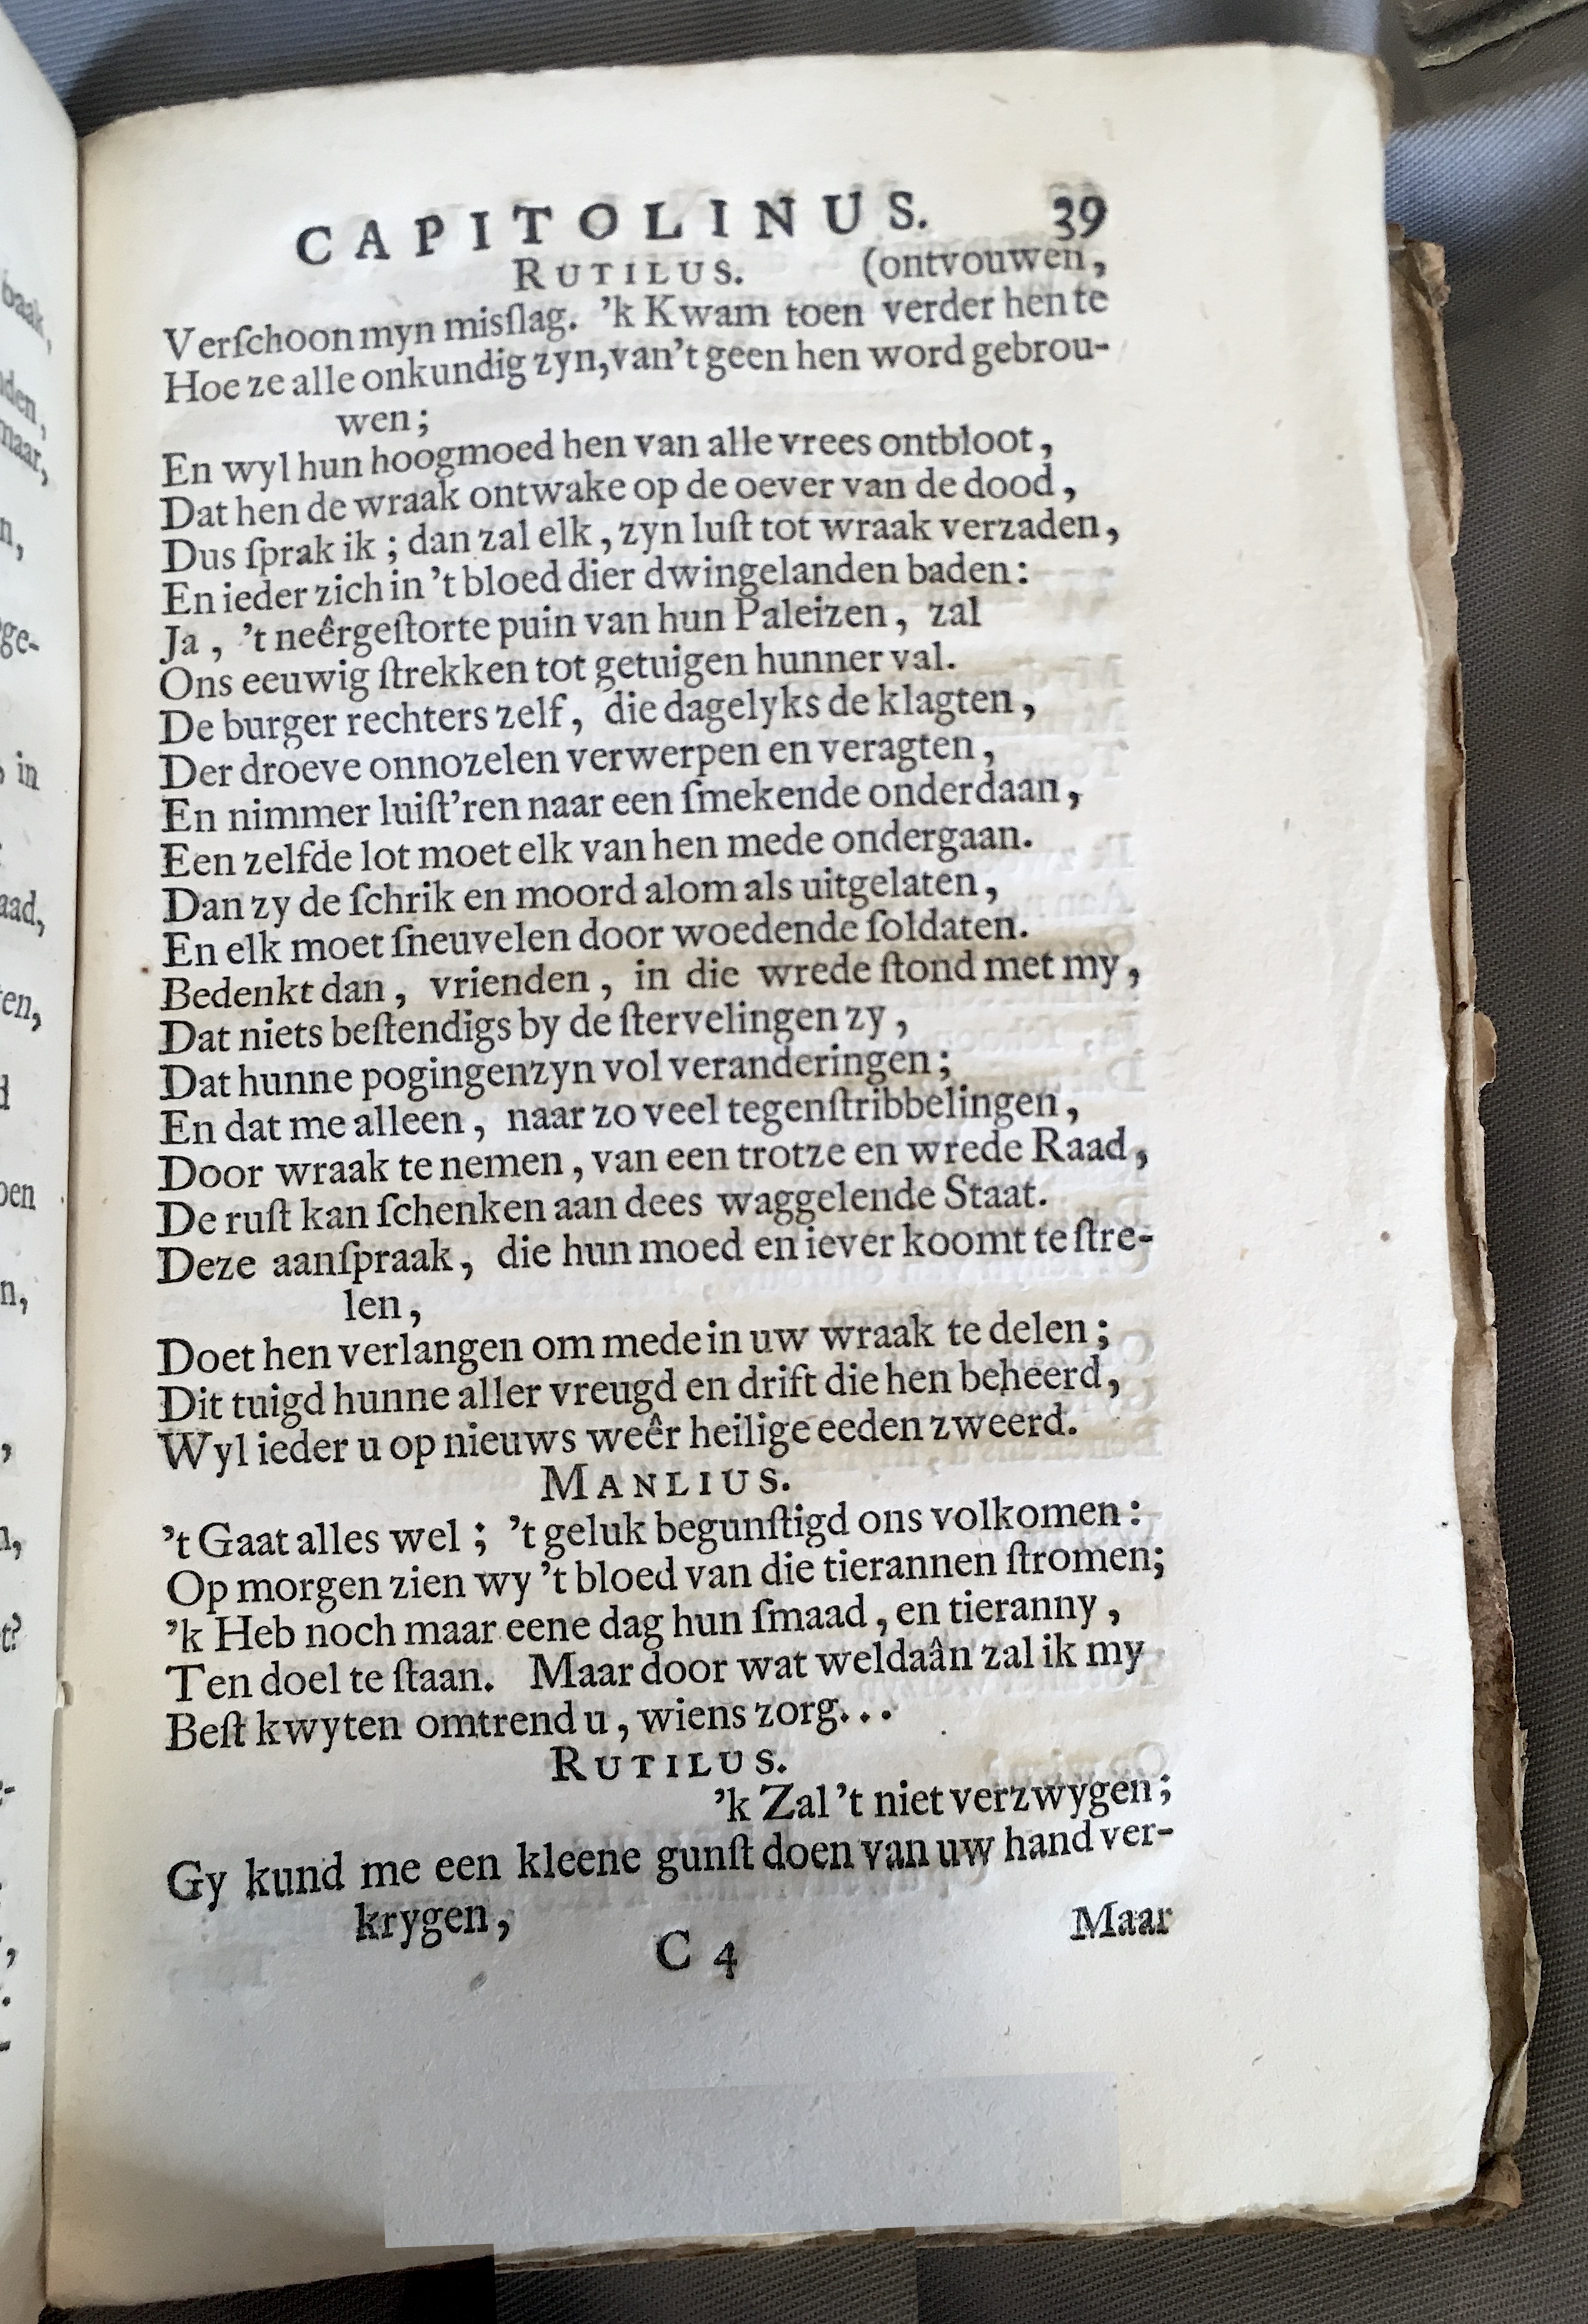 CAPITOLINUS. 39
RUTILUS. (ontvouwen,
Verſchoon myn misſlag. 'k Kwam toen verder hen te
Hoe ze alle onkundig zyn, van't geen hen word gebrou-
wen;
En wyl hun hoogmoed hen van alle vrees ontbloot,
Dat hen de wraak ontwake op de oever van de dood,
Dus ſprak ik; dan zal elk, zyn luſt tot wraak verzaden,
En ieder zich in 't bloed dier dwingelanden baden:
Ja, 't neêrgeſtorte puin van hun Paleizen, zal
Ons eeuwig ſtrekken tot getuigen hunner val.
De burger rechters zelf, die dagelyks de klagten,
Der droeve onnozelen verwerpen en veragten,
En nimmer luiſt'ren naar een ſmekende onderdaan,
Een zelfde lot moet elk van hen mede ondergaan.
Dan zy de ſchrik en moord alom als uitgelaten,
En elk moet ſneuvelen door woedende ſoldaten.
Bedenkt dan, vrienden, in die wrede ſtond met my,
Dat niets beſtendigs by de ſtervelingen zy,
Dat hunne pogingen zyn vol veranderingen;
En dat me alleen, naar zo veel tegenſtribbelingen,
Door wraak te nemen, van een trotze en wrede Raad,
De ruſt kan ſchenken aan dees waggelende Staat.
Deze aanſpraak, die hun moed en iever koomt te ſtre-
len,
Doet hen verlangen om mede in uw wraak te delen;
Dit tuigd hunne aller vreugd en drift die hen beheerd,
Wyl ieder u op nieuws weêr heilige eeden zweerd.
MANLIUS.
't Gaat alles wel; 't geluk begunſtigd ons volkomen:
Op morgen zien wy 't bloed van die tierannen ſtromen;
'k Heb noch maar eene dag hun ſmaad, en tieranny,
Ten doel te ſtaan. Maar door wat weldaân zal ik my
Beſt kwyten omtrend u, wiens zorg...
RUTILUS.
'k Zal 't niet verzwygen;
Gy kund me een kleene gunſt doen van uw hand ver-
krygen,
C 4 Maar